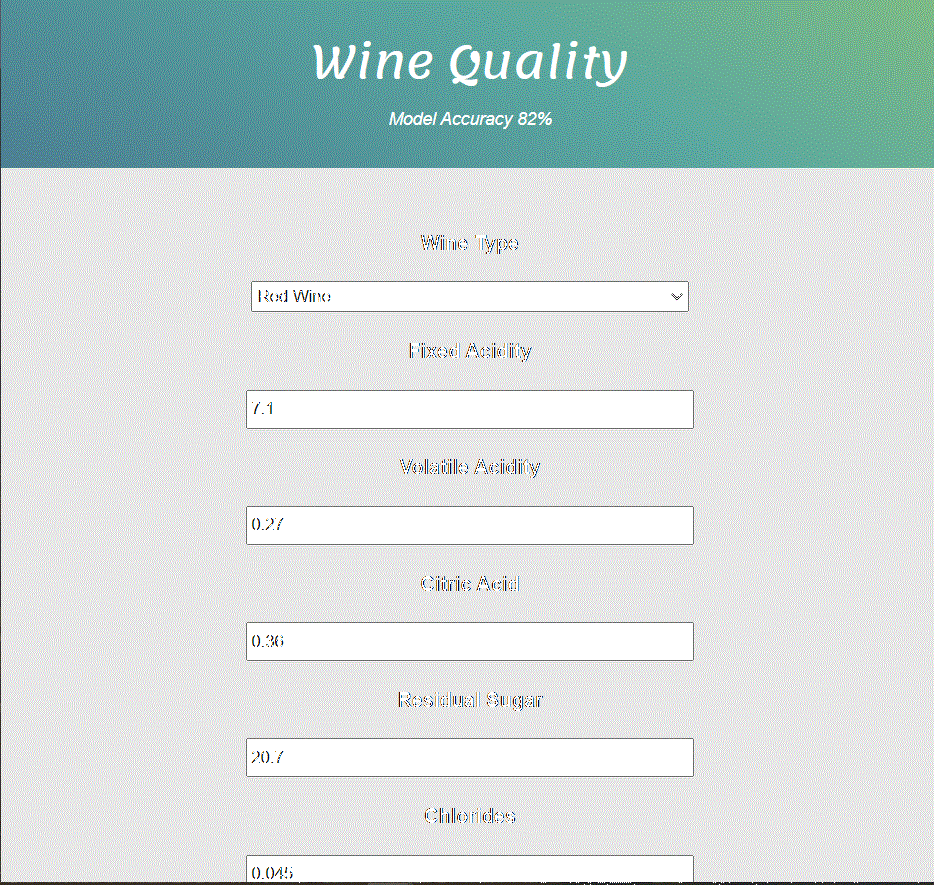 Wine Quality
Model Accuracy 82%
Wine Type
Red Wine
Fixed Acidity
7.1
Volatile Acidity
0.27
Citric Acid
0.36
Residual Sugar
20.7
Chlorides
0.045